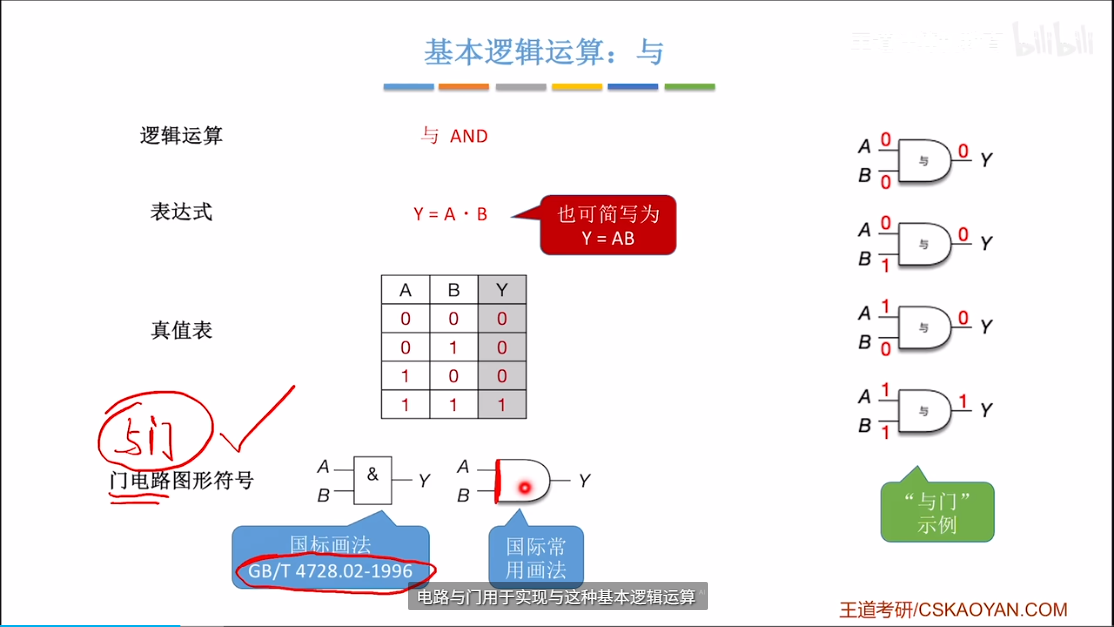 基本逻辑运算：与
bilibili
逻辑运算
与 AND
表达式
Y = A · B
也可简写为
Y = AB
真值表
A B Y
0 0 0
0 1 0
1 0 0
1 1 1
与门
门电路图形符号
A
B
&
Y
A
B
Y
国标画法
GB/T 4728.02-1996
国际常
用画法
A 0
B 0
与
0 Y
A 0
B 1
与
0 Y
A 1
B 0
与
0 Y
A 1
B 1
与
1 Y
“与门”
示例
电路与门用于实现与这种基本逻辑运算
王道考研/CSKAOYAN.COM